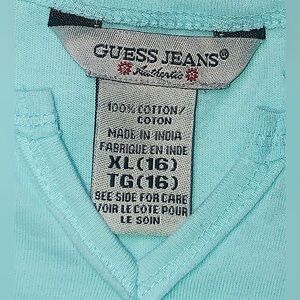 GUESS JEANS®
Authentic
100% COTTON/
COTON
MADE IN INDIA
FABRIQUE EN INDE
XL(16)
TG(16)
SEE SIDE FOR CARE
VOIR LE COTE POUR
LE SOIN